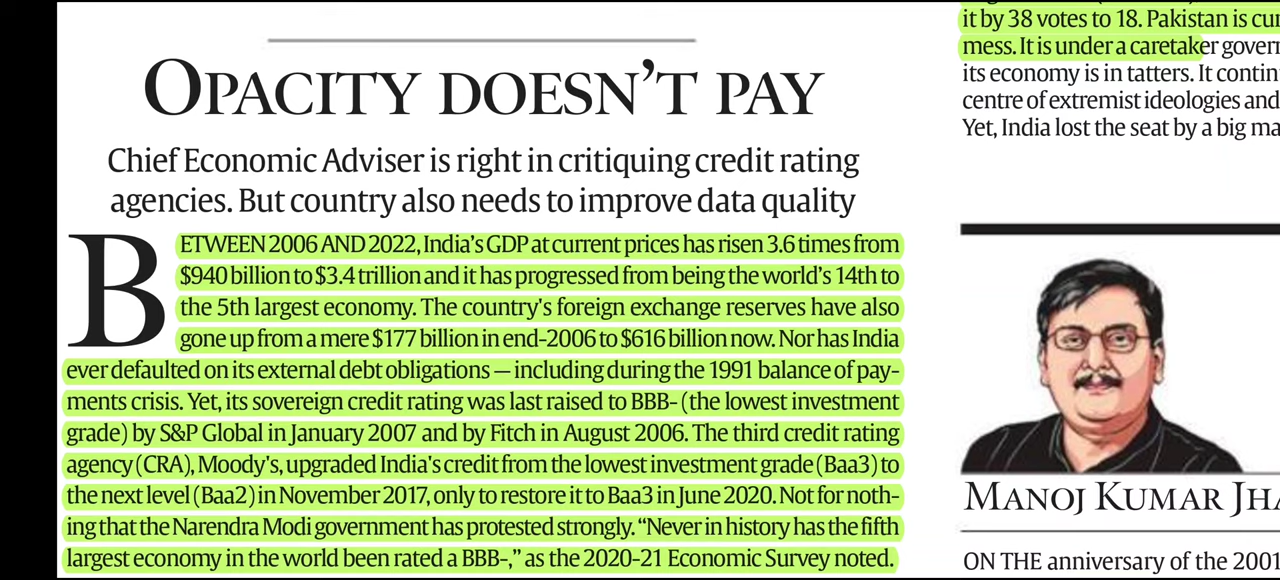 OPACITY DOESN'T PAY
Chief Economic Adviser is right in critiquing credit rating
agencies. But country also needs to improve data quality
BETWEEN 2006 AND 2022, India's GDP at current prices has risen 3.6 times from
$940 billion to $3.4 trillion and it has progressed from being the world's 14th to
the 5th largest economy. The country's foreign exchange reserves have also
gone up from a mere $177 billion in end-2006 to $616 billion now. Nor has India
ever defaulted on its external debt obligations — including during the 1991 balance of pay-
ments crisis. Yet, its sovereign credit rating was last raised to BBB- (the lowest investment
grade) by S&P Global in January 2007 and by Fitch in August 2006. The third credit rating
agency (CRA), Moody's, upgraded India's credit from the lowest investment grade (Baa3) to
the next level (Baa2) in November 2017, only to restore it to Baa3 in June 2020. Not for noth-
ing that the Narendra Modi government has protested strongly. “Never in history has the fifth
largest economy in the world been rated a BBB-,” as the 2020-21 Economic Survey noted.
it by 38 votes to 18. Pakistan is cur
mess. It is under a caretaker govern
its economy is in tatters. It contin
centre of extremist ideologies and
Yet, India lost the seat by a big ma
MANOJ KUMAR JHA
ON THE anniversary of the 2001